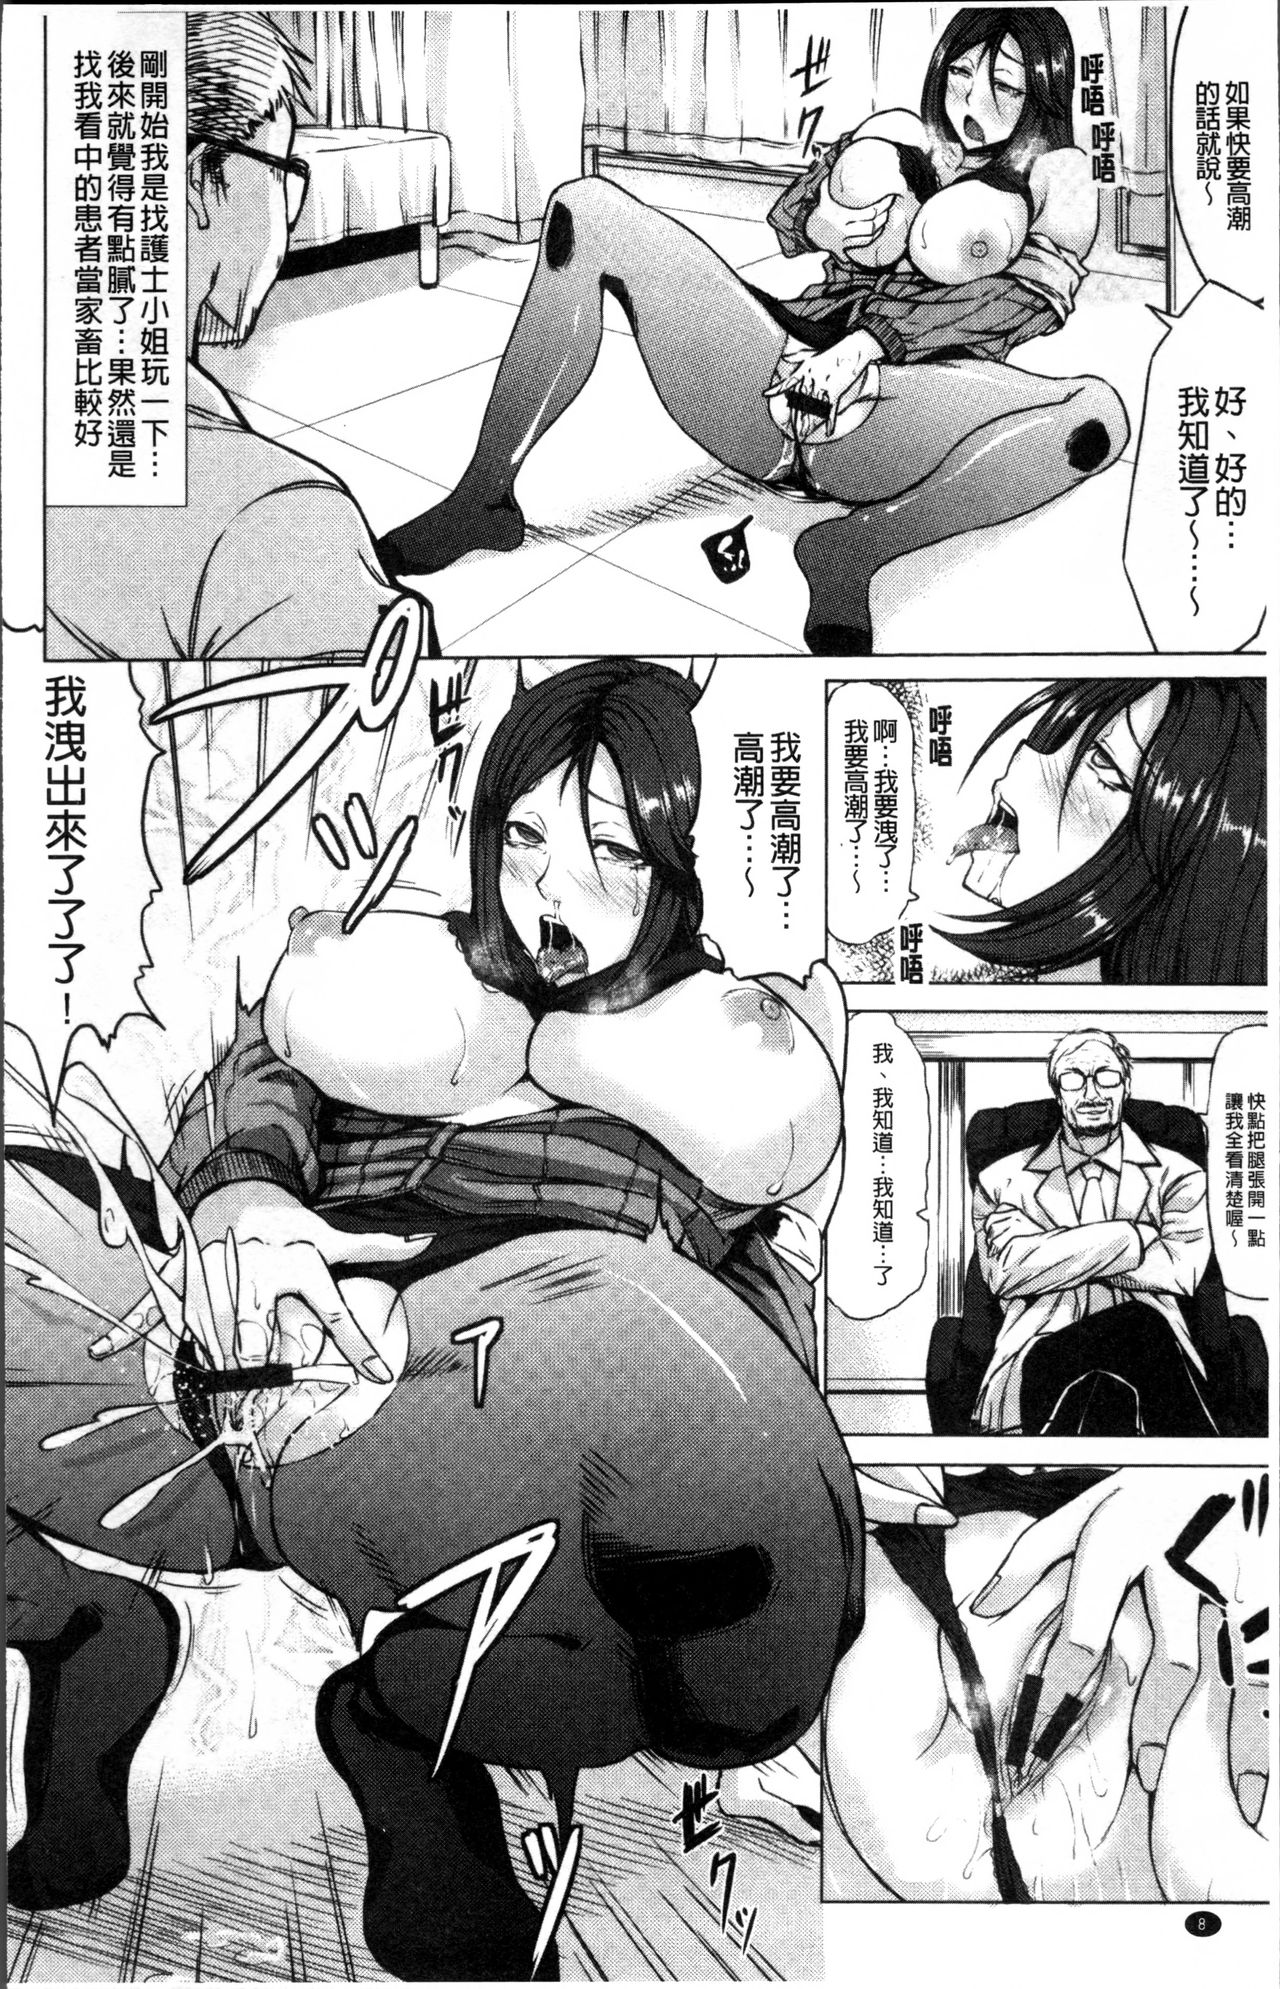 如果快要高潮
的話就說～
呼唔
呼唔
好、好的…
我知道了～……～
剛開始我是找護士小姐玩一下…
後來就覺得有點膩了…果然還是
找我看中的患者當家畜比較好
呼唔
啊…我要洩了…
我要高潮了……～
呼唔
快點把腿張開一點
讓我全看清楚喔～
我、我知道…我知道…了
我要高潮了…
高潮了……～
我洩出來了了了！
8